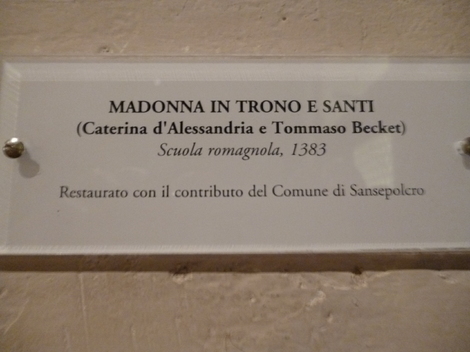 MADONNA IN TRONO E SANTI
(Caterina d'Alessandria e Tommaso Becket)
Scuola romagnola, 1383
Restaurato con il contributo del Comune di Sansepolcro